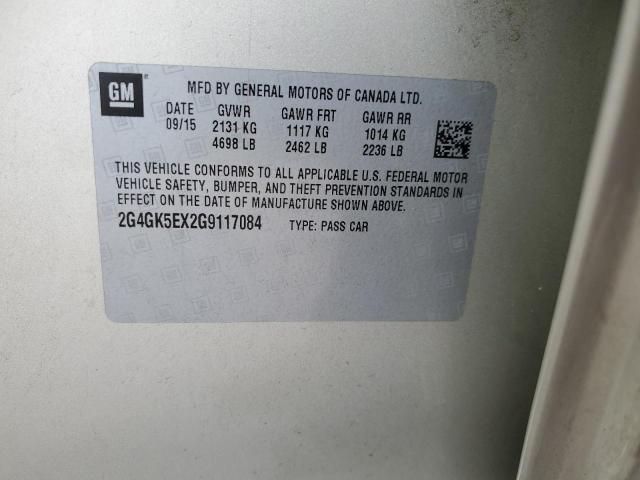 GM
MFD BY GENERAL MOTORS OF CANADA LTD.
DATE GVWR GAWR FRT GAWR RR
09/15 2131 KG 1117 KG 1014 KG
4698 LB 2462 LB 2236 LB
THIS VEHICLE CONFORMS TO ALL APPLICABLE U.S. FEDERAL MOTOR
VEHICLE SAFETY, BUMPER, AND THEFT PREVENTION STANDARDS IN
EFFECT ON THE DATE OF MANUFACTURE SHOWN ABOVE.
2G4GK5EX2G9117084 TYPE: PASS CAR